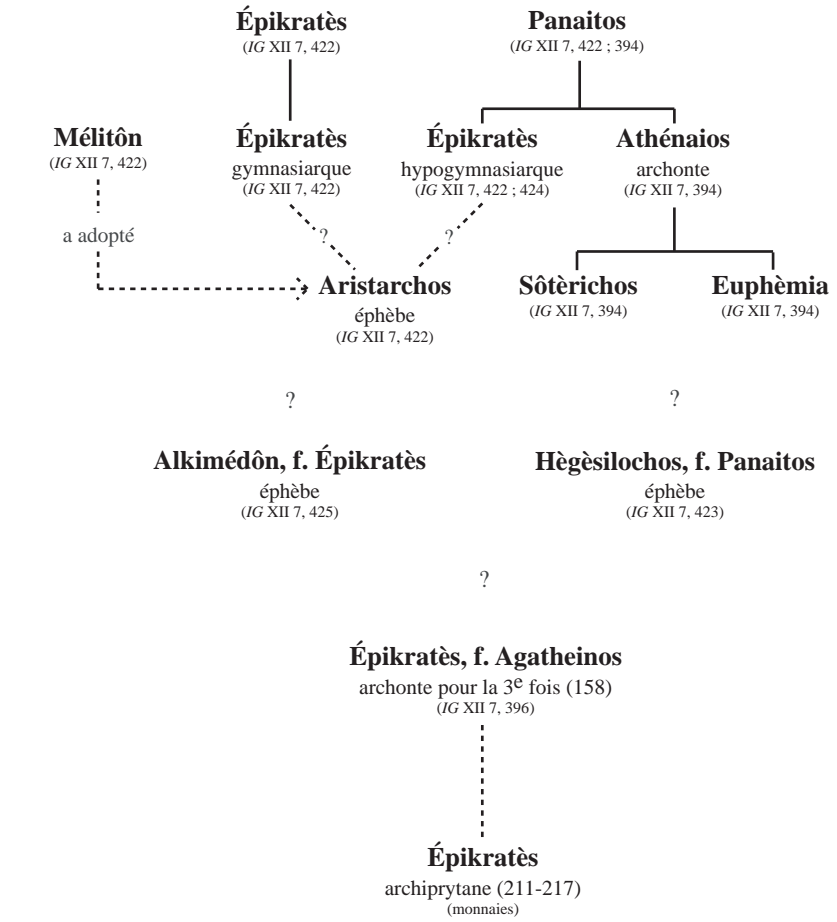 Épikratès
(IG XII 7, 422)
Panaitos
(IG XII 7, 422 ; 394)
Mélitôn
(IG XII 7, 422)
Épikratès
gymnasiarque
(IG XII 7, 422)
Épikratès
hypogymnasiarque
(IG XII 7, 422 ; 424)
Athénaios
archonte
(IG XII 7, 394)
a adopté
?
?
Aristarchos
éphèbe
(IG XII 7, 422)
Sôtèrichos
(IG XII 7, 394)
Euphèmia
(IG XII 7, 394)
?
?
Alkimédôn, f. Épikratès
éphèbe
(IG XII 7, 425)
Hègèsilochos, f. Panaitos
éphèbe
(IG XII 7, 423)
?
Épikratès, f. Agatheinos
archonte pour la 3e fois (158)
(IG XII 7, 396)
Épikratès
archiprytane (211-217)
(monnaies)